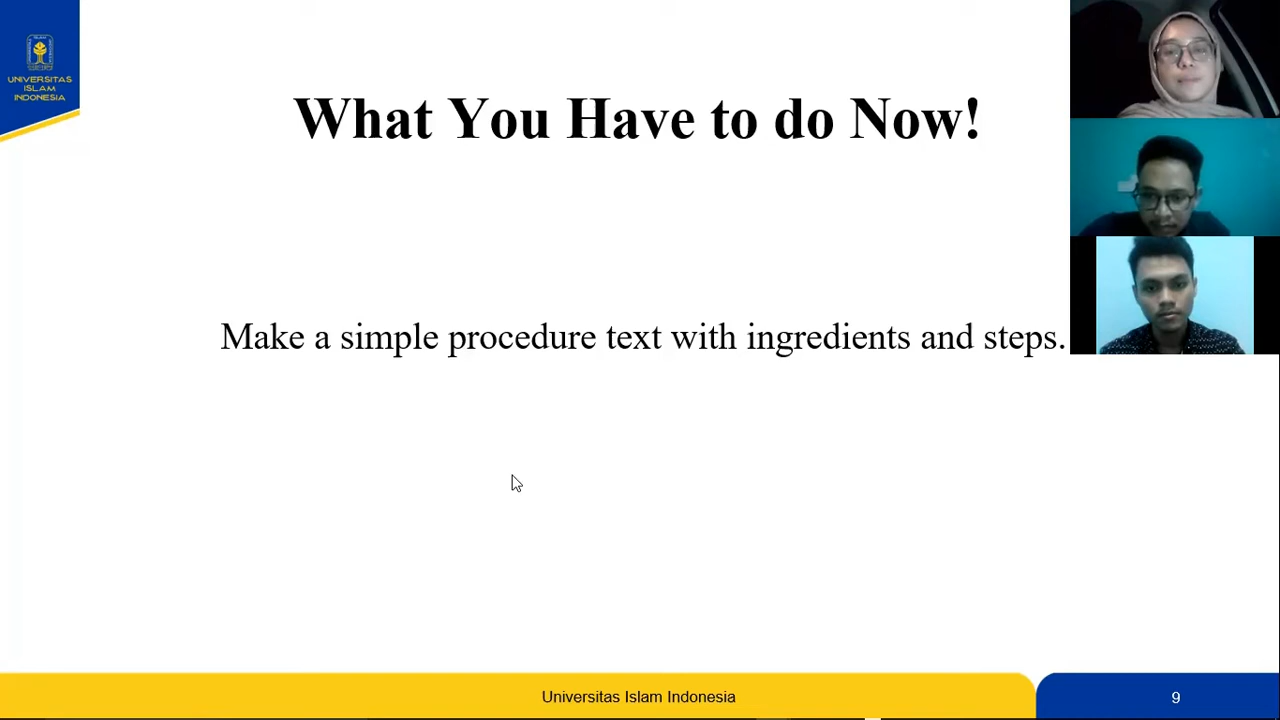 UNIVERSITAS
ISLAM
INDONESIA
What You Have to do Now!
Make a simple procedure text with ingredients and steps.
Universitas Islam Indonesia
9